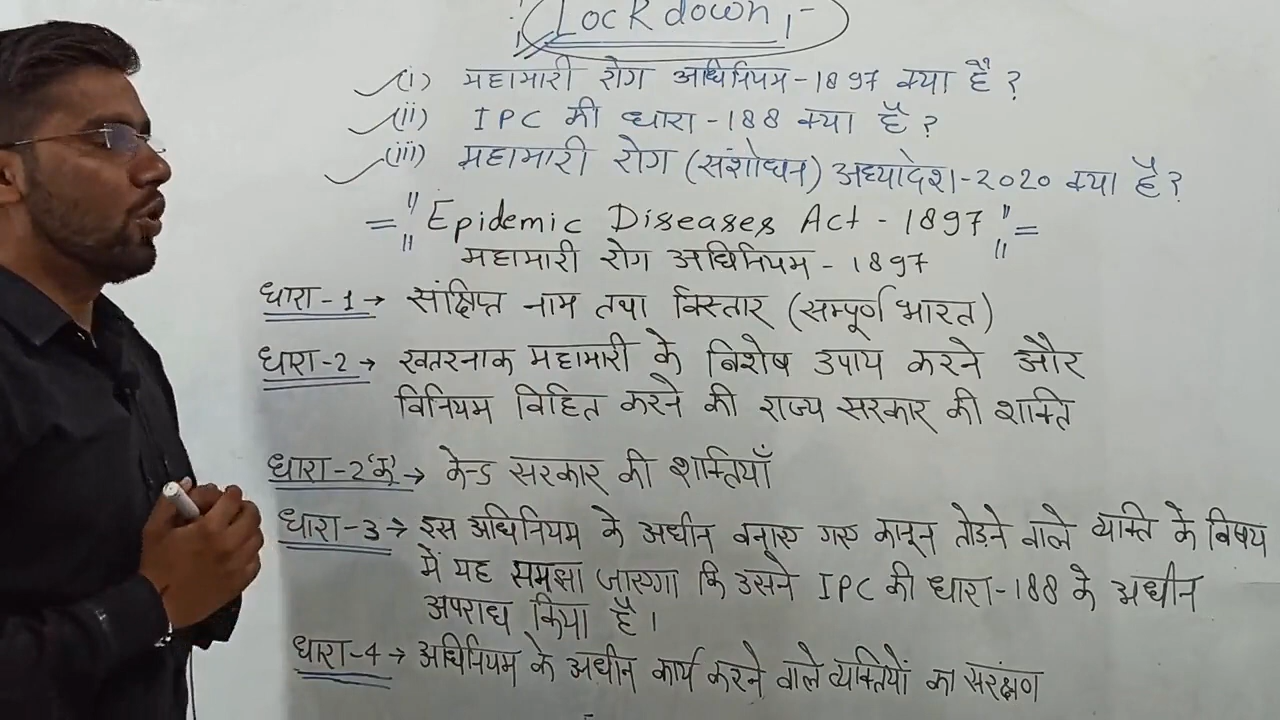 Lockdown,-
(i) महामारी रोग अधिनियम-1897 क्या है?
(ii) IPC की धारा-188 क्या है?
(iii) महामारी रोग (संशोधन) अध्यादेश-2020 क्या है?
="Epidemic Diseases Act-1897"=
महामारी रोग अधिनियम-1897
धारा-1→ संक्षिप्त नाम तथा विस्तार (सम्पूर्ण भारत)
धारा-2→ खतरनाक महामारी के विशेष उपाय करने और
विनियम विहित करने की राज्य सरकार की शक्ति
धारा-2'क'→ केन्द्र सरकार की शक्तियाँ
धारा-3→ इस अधिनियम के अधीन बनाए गए कानून तोड़ने वाले व्यक्ति के विषय
में यह समझा जाएगा कि उसने IPC की धारा-188 के अधीन
अपराध किया है।
धारा-4→ अधिनियम के अधीन कार्य करने वाले व्यक्तियों का सरंक्षण